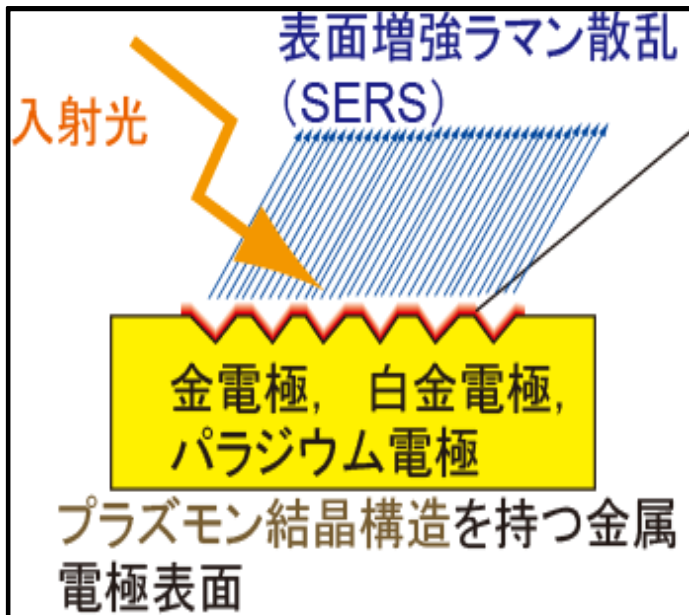 表面増強ラマン散乱
(SERS)
入射光
金電極, 白金電極,
パラジウム電極
プラズモン結晶構造を持つ金属
電極表面